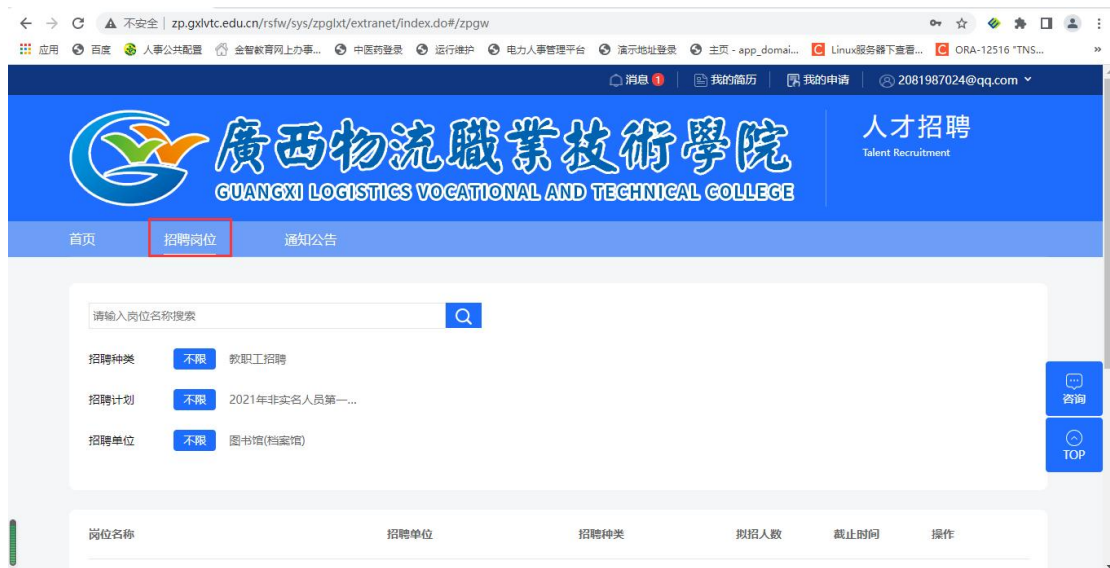 不安全 | zp.gxlvtc.edu.cn/rsfw/sys/zpglxt/extranet/index.do#/zpgw
应用 百度 人事公共配置 金智教育网上办事... 中医药登录 运行维护 电力人事管理平台 演示地址登录 主页 - app_domai... Linux服务器下查看... ORA-12516 "TNS... »
消息 1 我的简历 我的申请 2081987024@qq.com
廣西物流職業技術學院
GUANGXI LOGISTICS VOCATIONAL AND TECHNICAL COLLEGE
人才招聘
Talent Recruitment
首页 招聘岗位 通知公告
请输入岗位名称搜索
招聘种类 不限 教职工招聘
招聘计划 不限 2021年非实名人员第一...
招聘单位 不限 图书馆(档案馆)
咨询
TOP
岗位名称 招聘单位 招聘种类 拟招人数 截止时间 操作